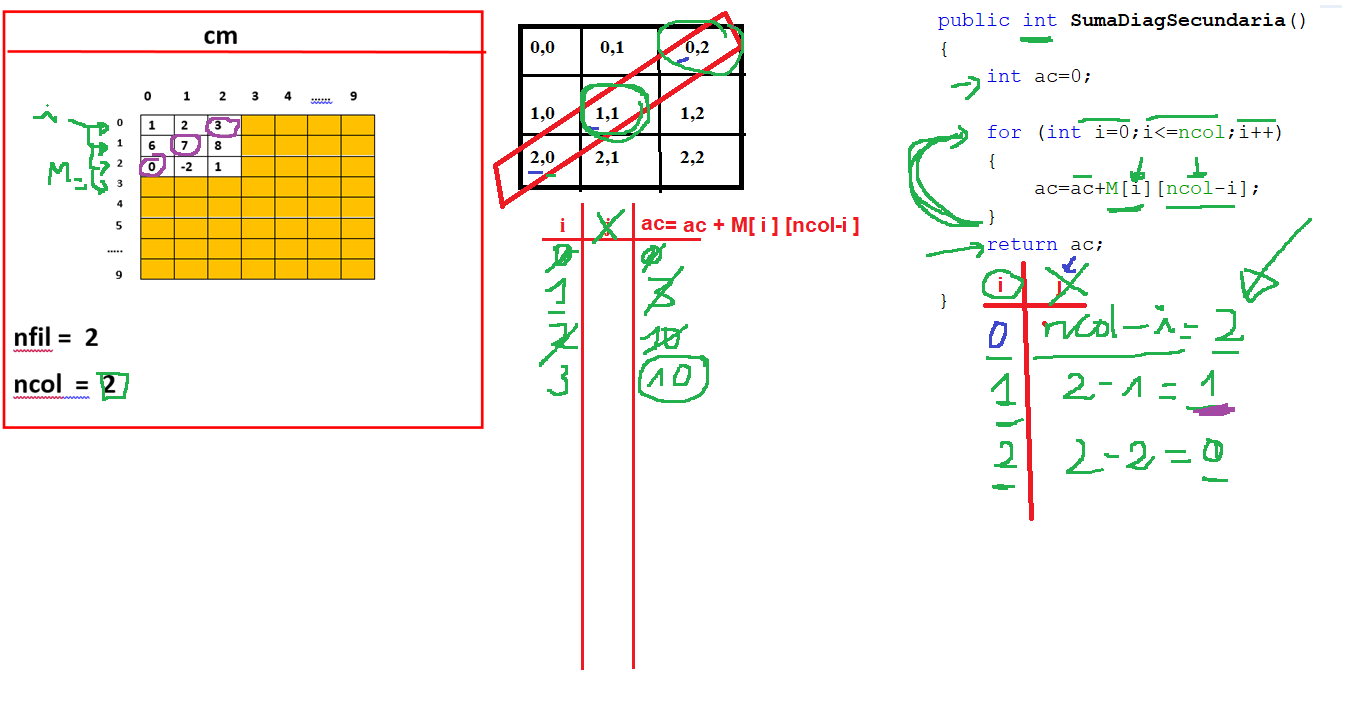 cm
0 1 2 3 4 ...... 9
0 1 2 3
1 6 7 8
2 0 -2 1
3
4
5
.....
9
i
M=
nfil = 2
ncol = 2
0,0 0,1 0,2
1,0 1,1 1,2
2,0 2,1 2,2
i j ac= ac + M[ i ] [ncol-i ]
0 0
1 3
2 10
3 10
public int SumaDiagSecundaria()
{
int ac=0;
for (int i=0;i<=ncol;i++)
{
ac=ac+M[i][ncol-i];
}
return ac;
}
i j
0 ncol-i=2
1 2-1=1
2 2-2=0